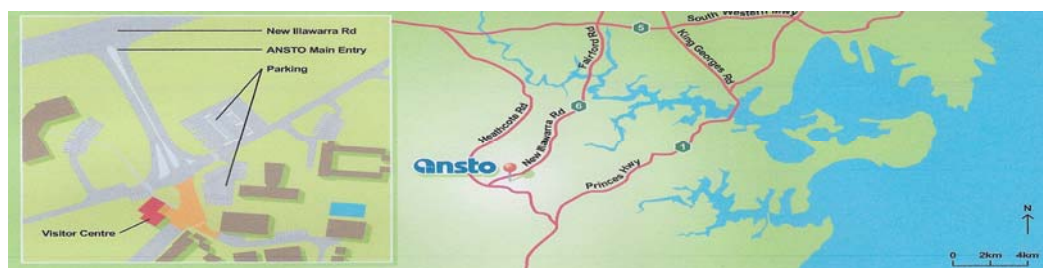 New Illawarra Rd
ANSTO Main Entry
Parking
Visitor Centre
South Western Mwy
5
King Georges Rd
Fairford Rd
6
Heathcote Rd
New Illawarra Rd
1
Princes Hwy
ansto
N
0 2km 4km